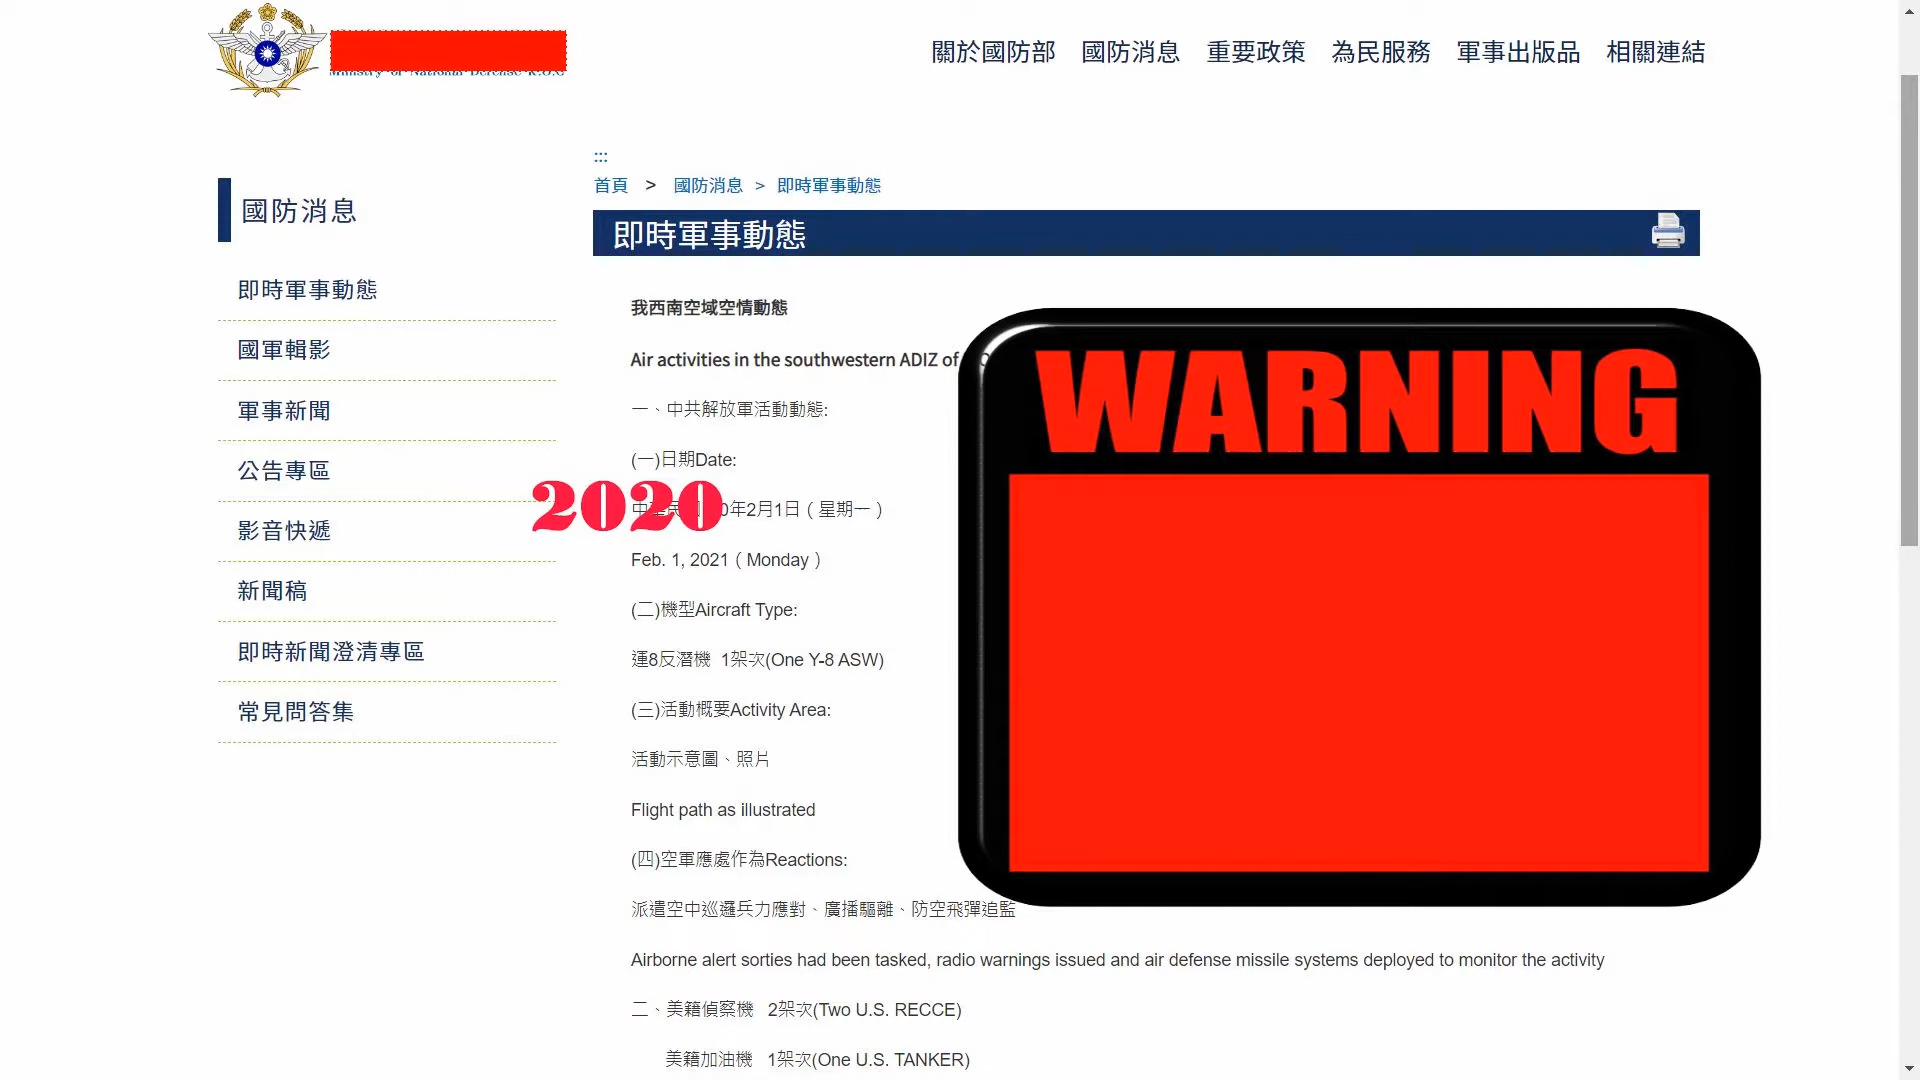 Ministry of National Defense R.O.C
關於國防部 國防消息 重要政策 為民服務 軍事出版品 相關連結
:::
首頁 > 國防消息 > 即時軍事動態
國防消息
即時軍事動態
國軍輯影
軍事新聞
公告專區
影音快遞
新聞稿
即時新聞澄清專區
常見問答集
即時軍事動態
我西南空域空情動態
Air activities in the southwestern ADIZ of
一、中共解放軍活動動態:
(一)日期Date:
2020
0年2月1日（星期一）
Feb. 1, 2021（Monday）
(二)機型Aircraft Type:
運8反潛機 1架次(One Y-8 ASW)
(三)活動概要Activity Area:
活動示意圖、照片
Flight path as illustrated
(四)空軍應處作為Reactions:
派遣空中巡邏兵力應對、廣播驅離、防空飛彈追監
Airborne alert sorties had been tasked, radio warnings issued and air defense missile systems deployed to monitor the activity
二、美籍偵察機 2架次(Two U.S. RECCE)
美籍加油機 1架次(One U.S. TANKER)
WARNING